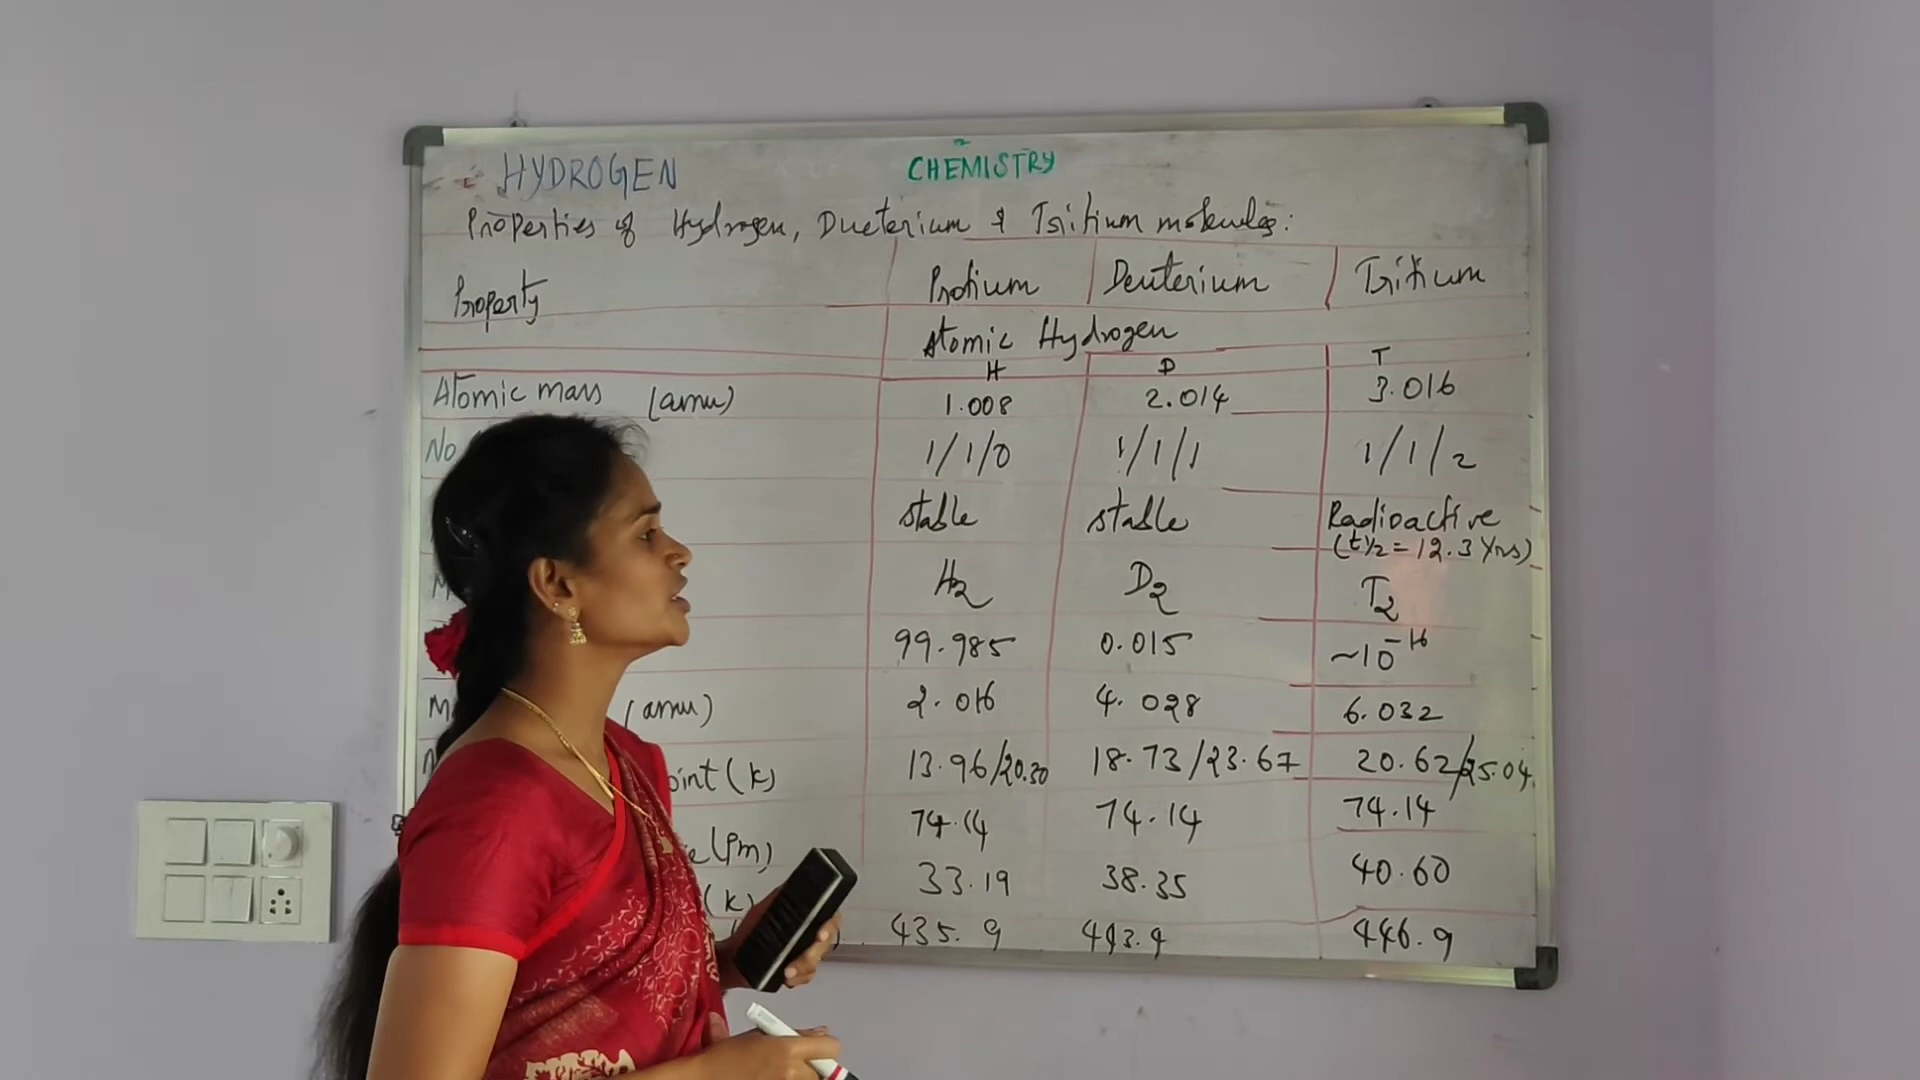 HYDROGEN
CHEMISTRY
Properties of Hydrogen, Dueterium & Tritium molecules:
Property Protium Deuterium Tritium
Atomic Hydrogen
H D T
Atomic mass (amu) 1.008 2.014 3.016
No 1/1/0 1/1/1 1/1/2
stable stable Radioactive
(t½ = 12.3 Yrs)
M H2 D2 T2
99.985 0.015 ~10⁻¹⁶
(amu) 2.016 4.028 6.032
oint (K) 13.96/20.30 18.73/23.67 20.62/25.04
(Pm) 74.14 74.14 74.14
(K) 33.19 38.35 40.60
435.9 443.4 446.9